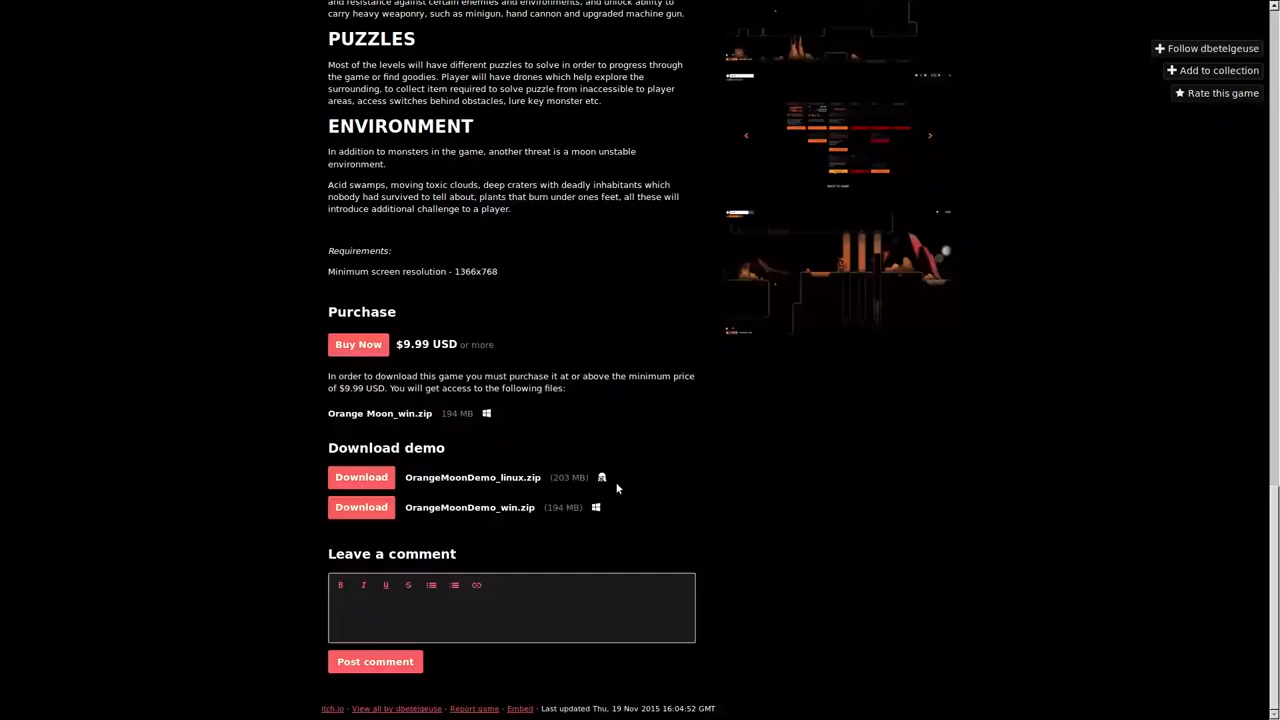 and resistance against certain enemies and environments, and unlock ability to
carry heavy weaponry, such as minigun, hand cannon and upgraded machine gun.
PUZZLES
Most of the levels will have different puzzles to solve in order to progress through
the game or find goodies. Player will have drones which help explore the
surrounding, to collect item required to solve puzzle from inaccessible to player
areas, access switches behind obstacles, lure key monster etc.
ENVIRONMENT
In addition to monsters in the game, another threat is a moon unstable
environment.
Acid swamps, moving toxic clouds, deep craters with deadly inhabitants which
nobody had survived to tell about, plants that burn under ones feet, all these will
introduce additional challenge to a player.
Requirements:
Minimum screen resolution - 1366x768
Purchase
Buy Now $9.99 USD or more
In order to download this game you must purchase it at or above the minimum price
of $9.99 USD. You will get access to the following files:
Orange Moon_win.zip 194 MB
Download demo
Download OrangeMoonDemo_linux.zip (203 MB)
Download OrangeMoonDemo_win.zip (194 MB)
Leave a comment
B I U S
Post comment
itch.io · View all by dbetelgeuse · Report game · Embed · Last updated Thu, 19 Nov 2015 16:04:52 GMT
Follow dbetelgeuse
Add to collection
Rate this game
BACK TO GAME